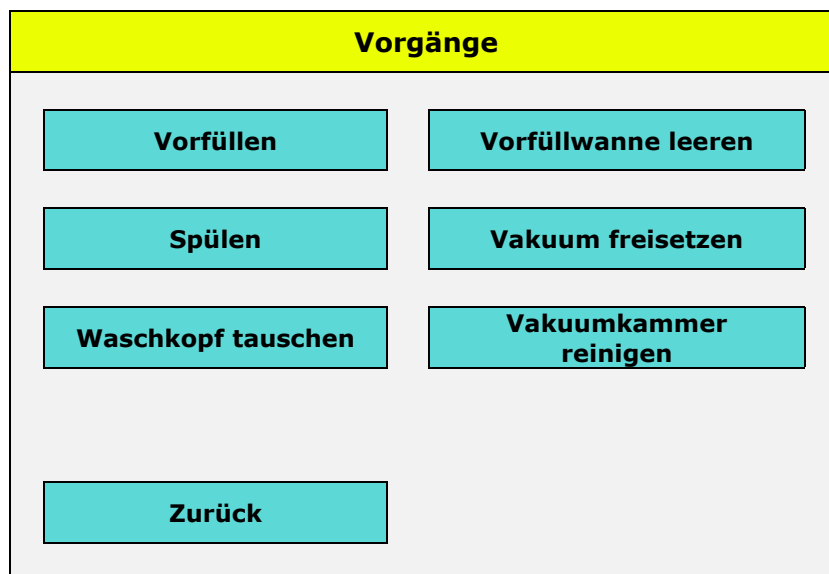 Vorgänge
Vorfüllen
Vorfüllwanne leeren
Spülen
Vakuum freisetzen
Waschkopf tauschen
Vakuumkammer
reinigen
Zurück